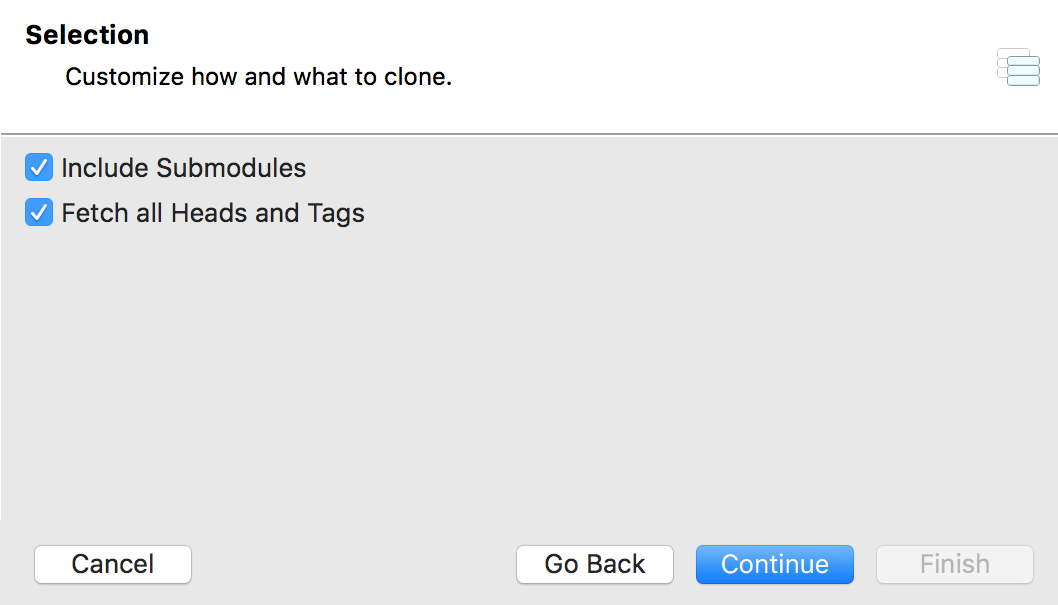 Selection
Customize how and what to clone.
Include Submodules
Fetch all Heads and Tags
Cancel
Go Back
Continue
Finish